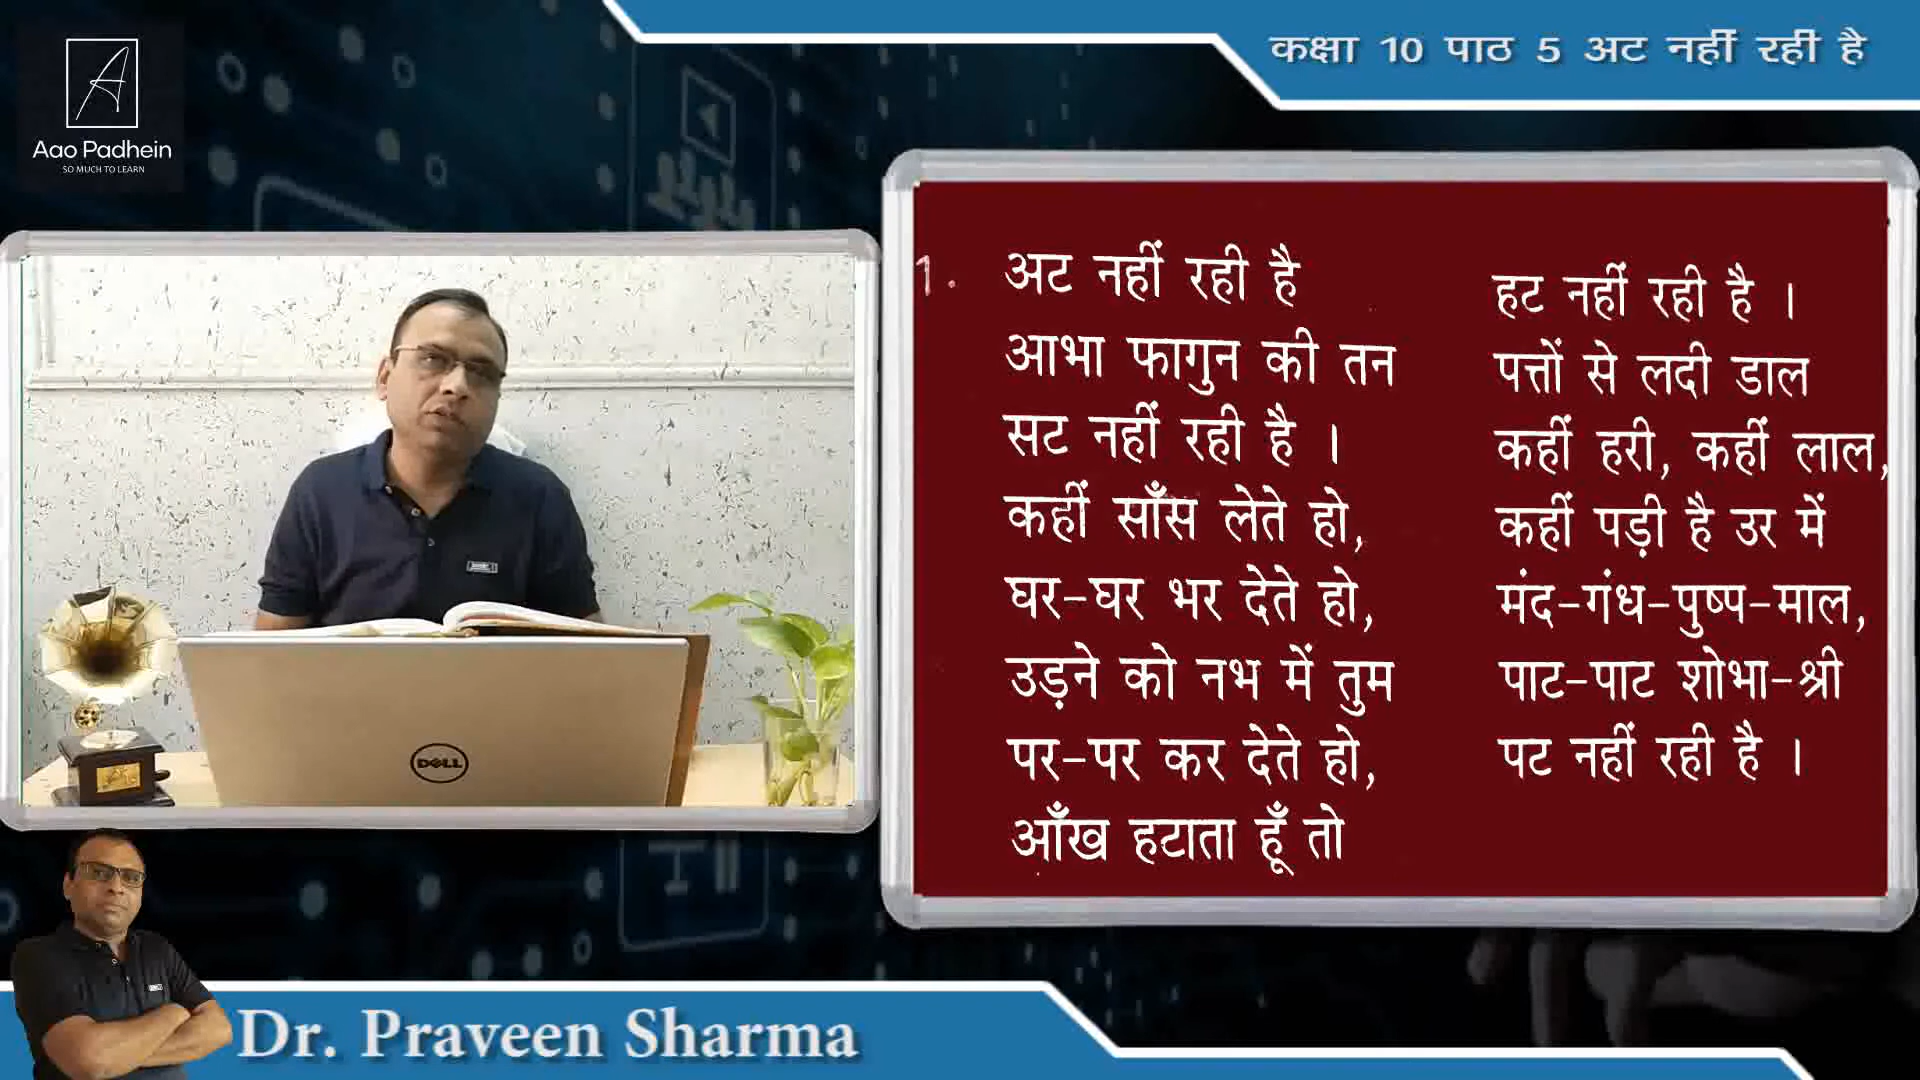 Aao Padhein
SO MUCH TO LEARN
कक्षा 10 पाठ 5 अट नहीं रही है
1.
अट नहीं रही है
आभा फागुन की तन
सट नहीं रही है ।
कहीं साँस लेते हो,
घर-घर भर देते हो,
उड़ने को नभ में तुम
पर-पर कर देते हो,
आँख हटाता हूँ तो
हट नहीं रही है ।
पत्तों से लदी डाल
कहीं हरी, कहीं लाल,
कहीं पड़ी है उर में
मंद-गंध-पुष्प-माल,
पाट-पाट शोभा-श्री
पट नहीं रही है ।
DELL
Dr. Praveen Sharma